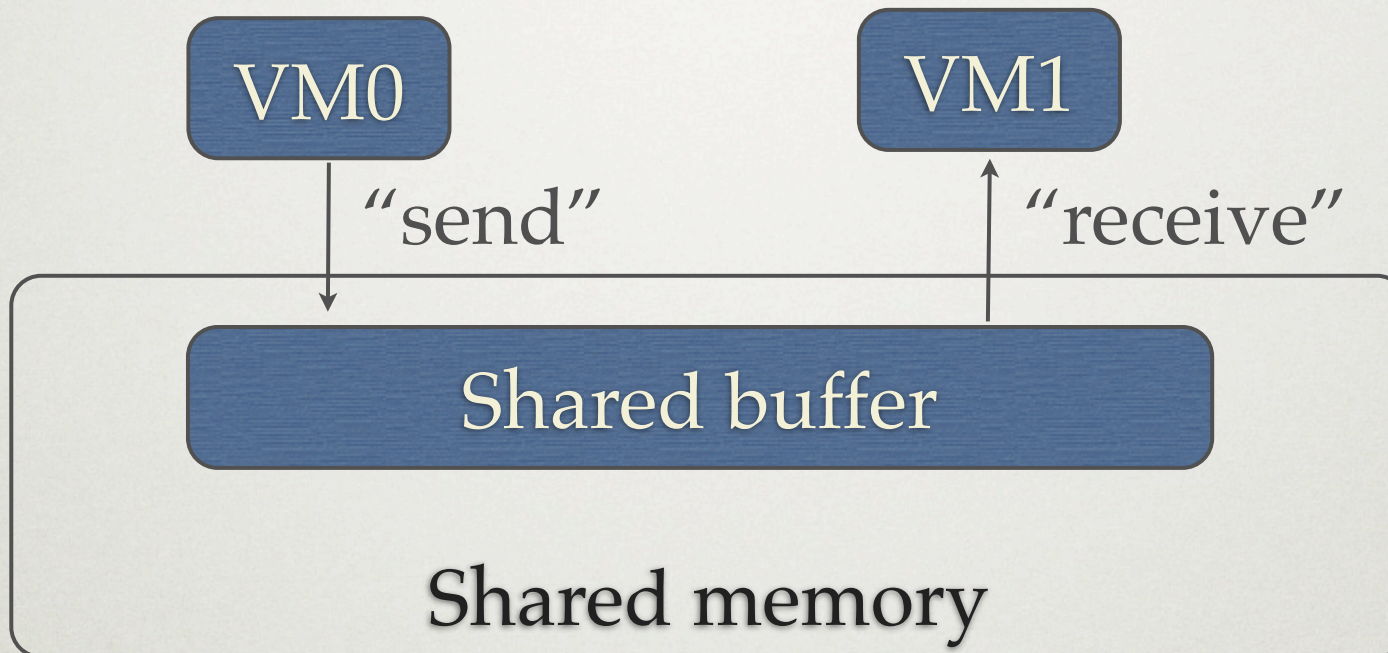 VM0
VM1
“send”
“receive”
Shared buffer
Shared memory